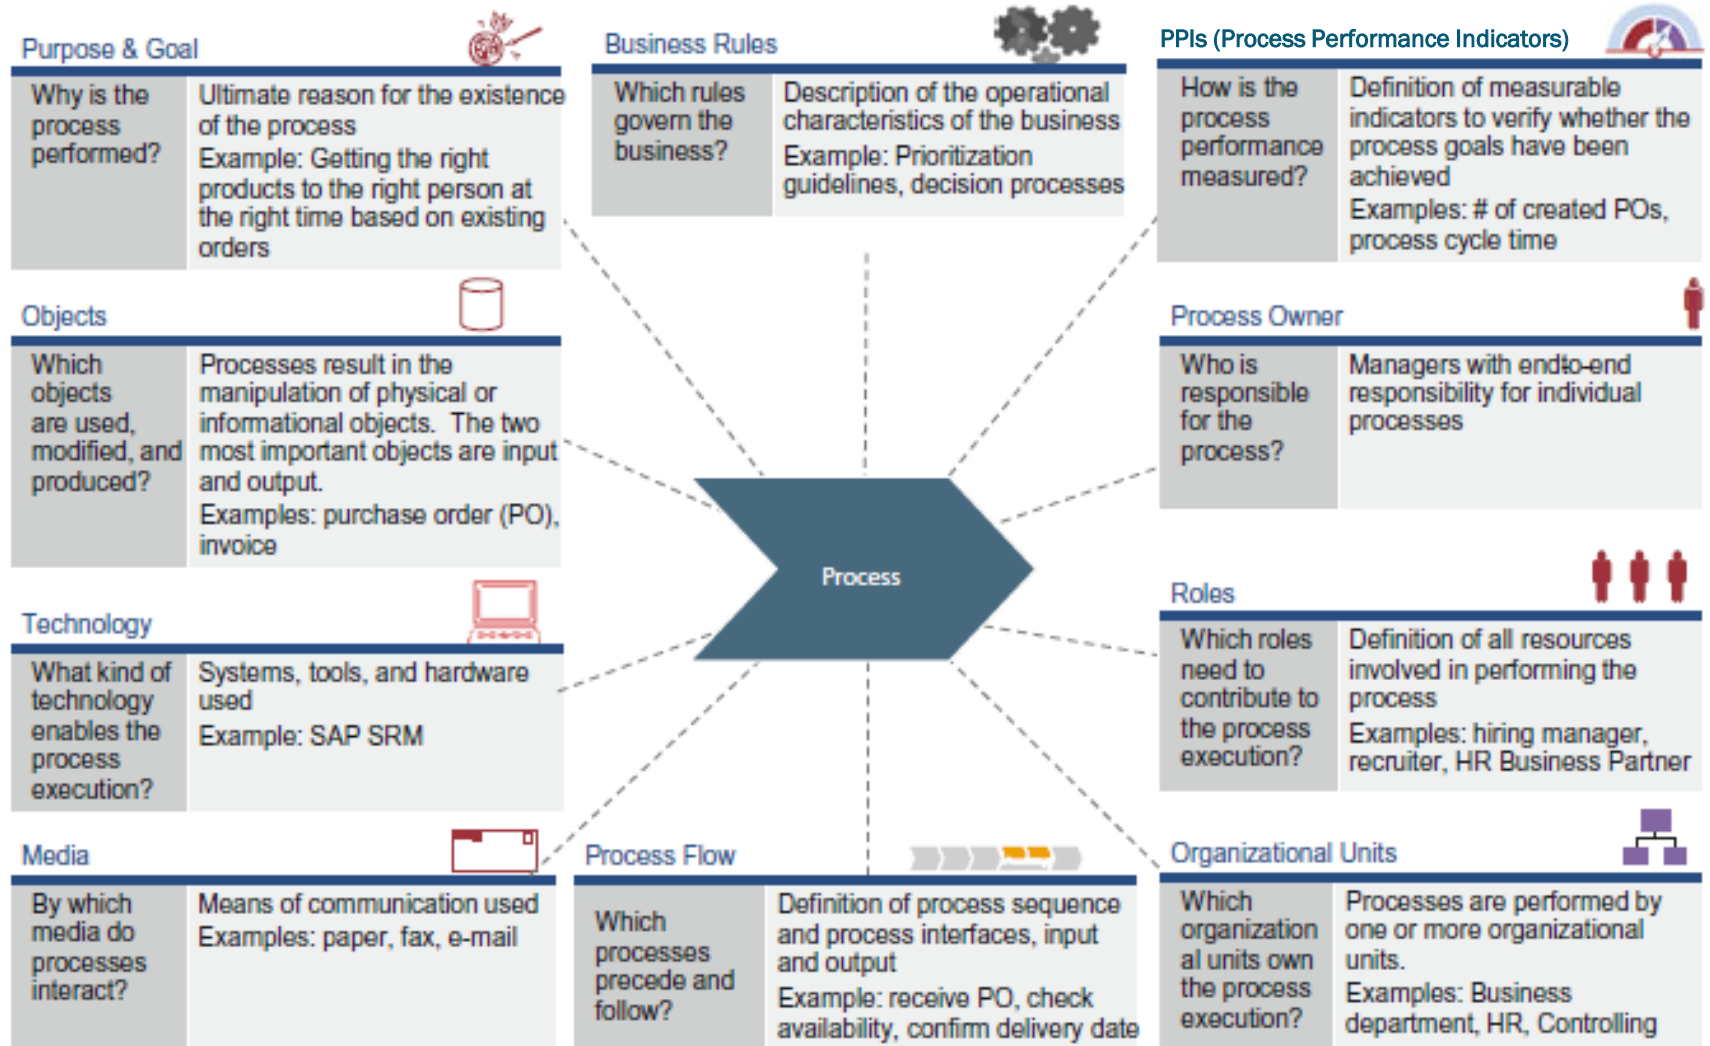 Purpose & Goal
Why is the
process
performed?
Ultimate reason for the existence
of the process
Example: Getting the right
products to the right person at
the right time based on existing
orders
Business Rules
Which rules
govern the
business?
Description of the operational
characteristics of the business
Example: Prioritization
guidelines, decision processes
PPIs (Process Performance Indicators)
How is the
process
performance
measured?
Definition of measurable
indicators to verify whether the
process goals have been
achieved
Examples: # of created POs,
process cycle time
Objects
Which
objects
are used,
modified, and
produced?
Processes result in the
manipulation of physical or
informational objects. The two
most important objects are input
and output.
Examples: purchase order (PO),
invoice
Process Owner
Who is
responsible
for the
process?
Managers with endto-end
responsibility for individual
processes
Process
Technology
What kind of
technology
enables the
process
execution?
Systems, tools, and hardware
used
Example: SAP SRM
Roles
Which roles
need to
contribute to
the process
execution?
Definition of all resources
involved in performing the
process
Examples: hiring manager,
recruiter, HR Business Partner
Media
By which
media do
processes
interact?
Means of communication used
Examples: paper, fax, e-mail
Process Flow
Which
processes
precede and
follow?
Definition of process sequence
and process interfaces, input
and output
Example: receive PO, check
availability, confirm delivery date
Organizational Units
Which
organization
al units own
the process
execution?
Processes are performed by
one or more organizational
units.
Examples: Business
department, HR, Controlling